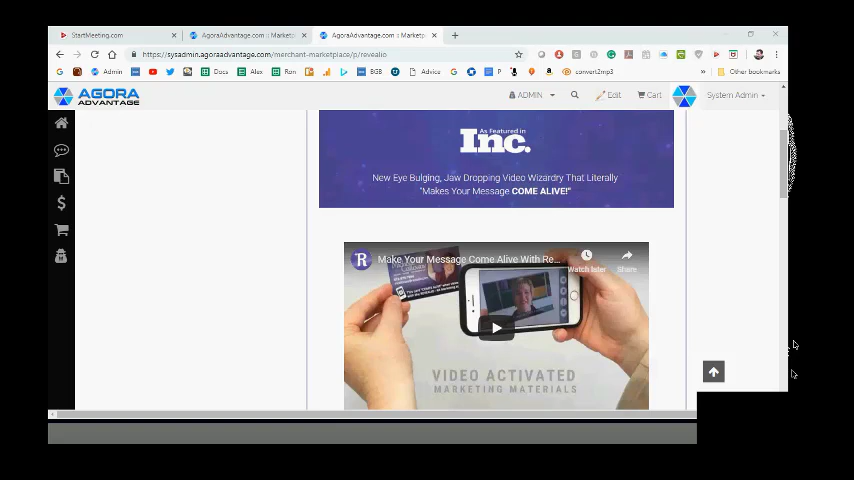 StartMeeting.com
AgoraAdvantage.com :: Market
AgoraAdvantage.com :: Market
https://sysadmin.agoraadvantage.com/merchant-marketplace/p/revealio
Admin
Docs
Alex
Ron
BGB
Advice
P
convert2mp3
Other bookmarks
AGORA
ADVANTAGE
ADMIN
Edit
Cart
System Admin
As Featured in
Inc.
New Eye Bulging, Jaw Dropping Video Wizardry That Literally
"Makes Your Message COME ALIVE!"
Make Your Message Come Alive With Re...
Watch later
Share
VIDEO ACTIVATED
MARKETING MATERIALS